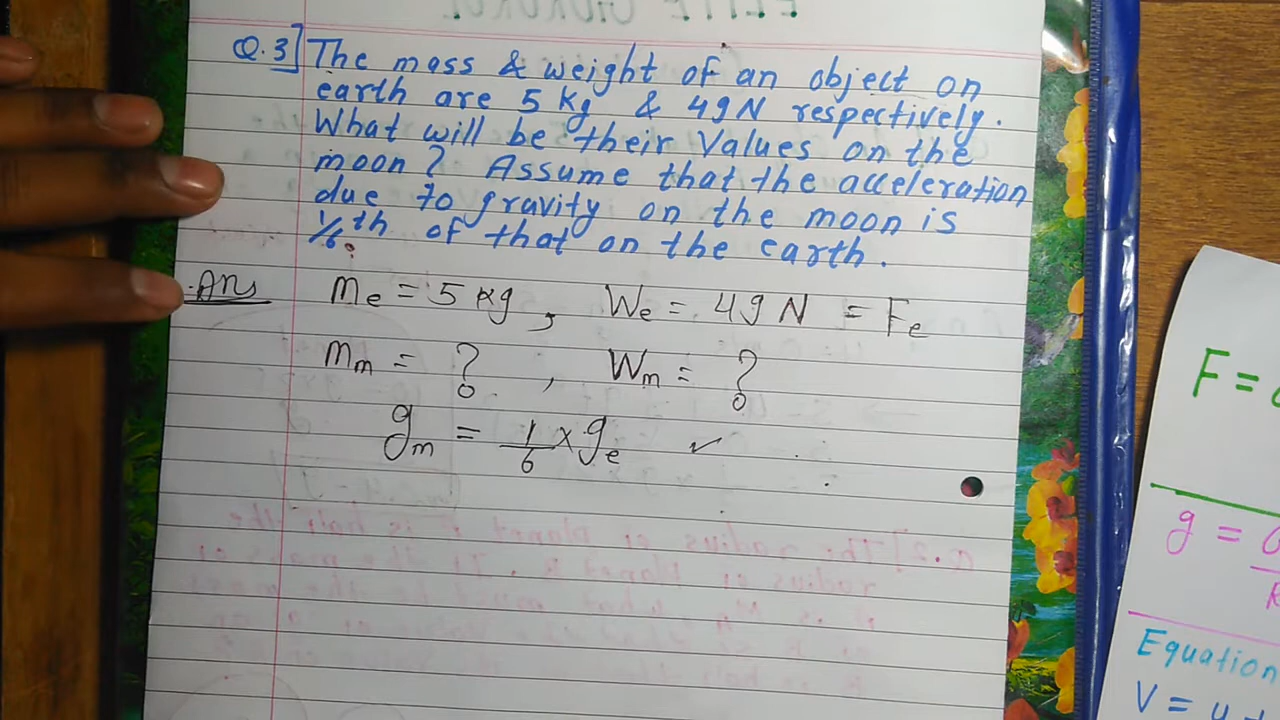 Q.3] The mass & weight of an object on
earth are 5 kg & 49 N respectively.
What will be their Values on the
moon? Assume that the acceleration
due to gravity on the moon is
1/6th of that on the earth.
Ans
me = 5 kg, We = 49 N = Fe
mm = ? , Wm = ?
gm = 1/6 × ge ✓
F =
g =
Equation
V = u +